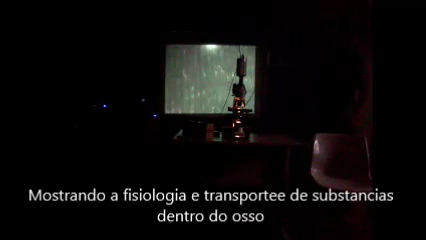 Mostrando a fisiologia e transportee de substancias
dentro do osso